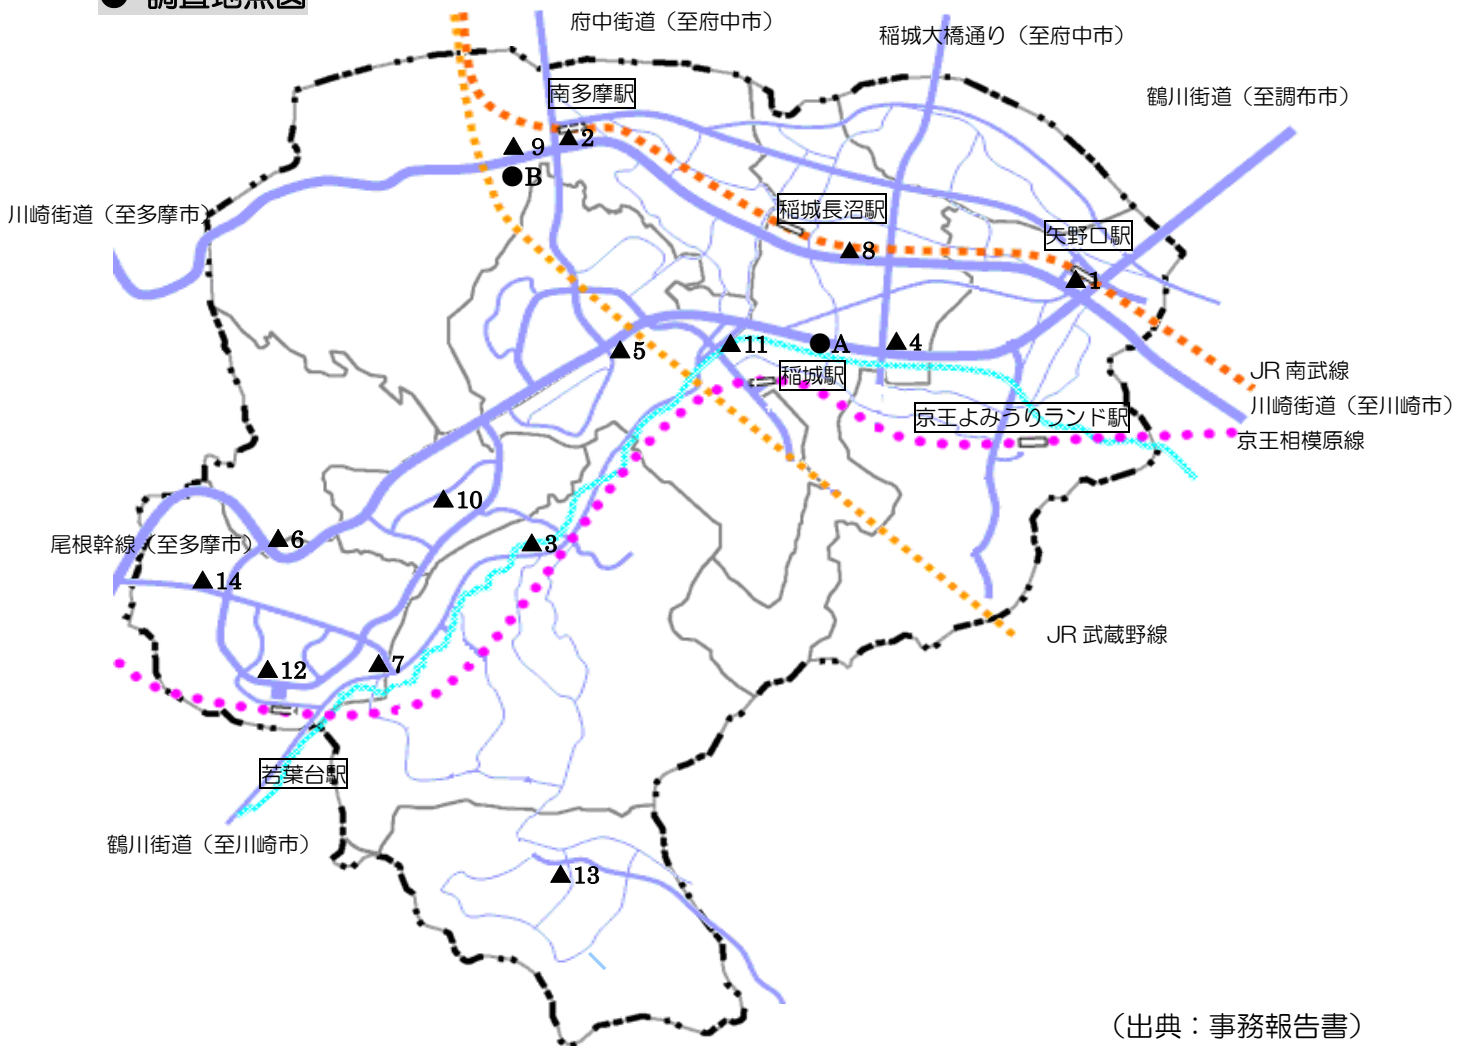 ● 調査地点図
府中街道（至府中市）
稲城大橋通り（至府中市）
鶴川街道（至調布市）
南多摩駅
▲ 2
▲ 9
● B
川崎街道（至多摩市）
稲城長沼駅
矢野口駅
▲ 8
▲ 1
▲ 5
▲ 11
● A
▲ 4
稲城駅
JR 南武線
川崎街道（至川崎市）
京王よみうりランド駅
京王相模原線
▲ 10
▲ 6
尾根幹線（至多摩市）
▲ 3
▲ 14
JR 武蔵野線
▲ 12
▲ 7
若葉台駅
鶴川街道（至川崎市）
▲ 13
（出典：事務報告書）